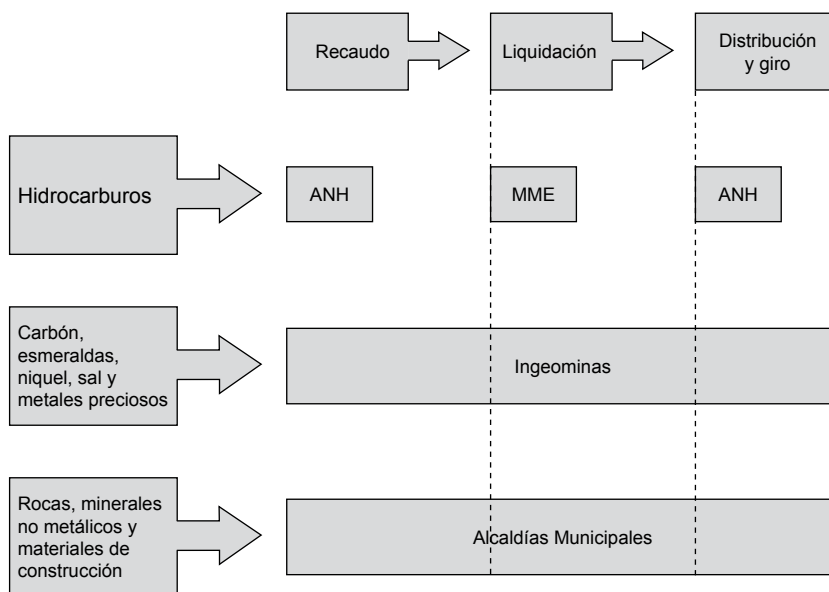 Recaudo
Liquidación
Distribución
y giro
Hidrocarburos
ANH
MME
ANH
Carbón,
esmeraldas,
niquel, sal y
metales preciosos
Ingeominas
Rocas, minerales
no metálicos y
materiales de
construcción
Alcaldías Municipales